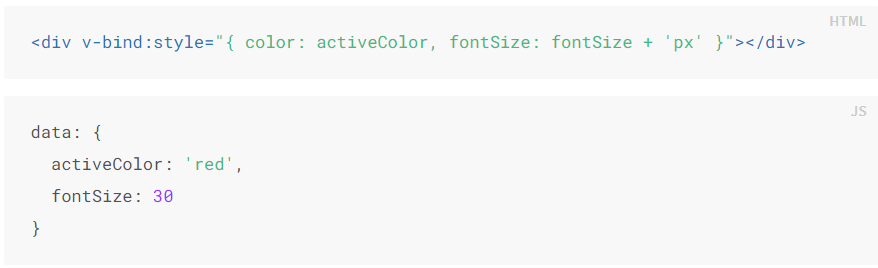 HTML
<div v-bind:style="{ color: activeColor, fontSize: fontSize + 'px' }"></div>
JS
data: {
  activeColor: 'red',
  fontSize: 30
}